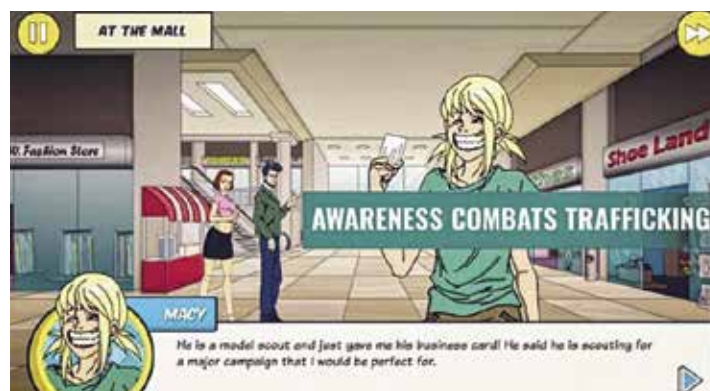 AT THE MALL
Fashion Store
Shoe Land
AWARENESS COMBATS TRAFFICKING
MACY
He is a model scout and just gave me his business card! He said he is scouting for
a major campaign that I would be perfect for.